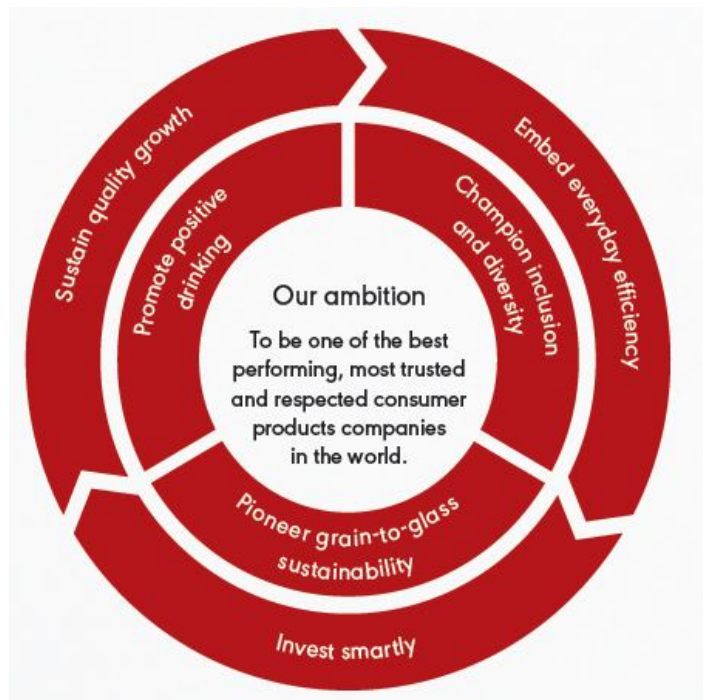 Sustain quality growth
Embed everyday efficiency
Promote positive
drinking
Champion inclusion
and diversity
Our ambition
To be one of the best
performing, most trusted
and respected consumer
products companies
in the world.
Pioneer grain-to-glass
sustainability
Invest smartly